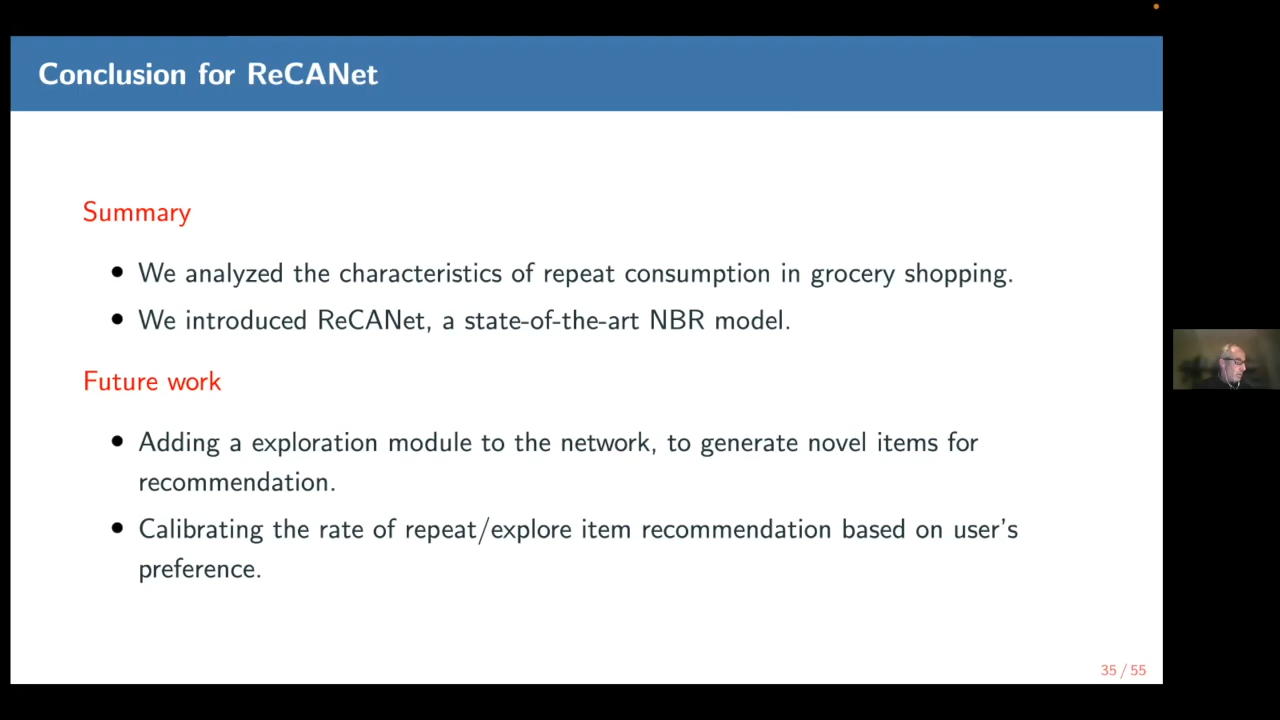 Conclusion for ReCANet
Summary
• We analyzed the characteristics of repeat consumption in grocery shopping.
• We introduced ReCANet, a state-of-the-art NBR model.
Future work
• Adding a exploration module to the network, to generate novel items for
recommendation.
• Calibrating the rate of repeat/explore item recommendation based on user's
preference.
35 / 55